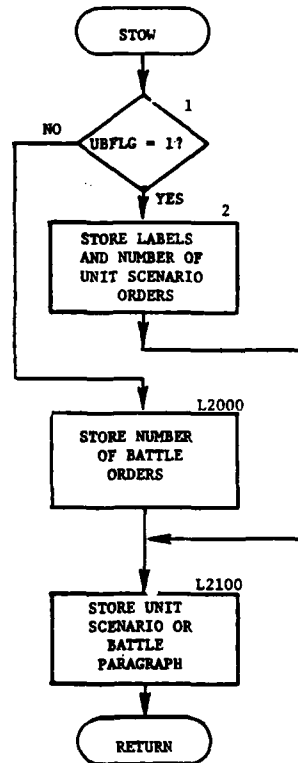 STOW
1
NO
UBFLG = 1?
YES
2
STORE LABELS
AND NUMBER OF
UNIT SCENARIO
ORDERS
L2000
STORE NUMBER
OF BATTLE
ORDERS
L2100
STORE UNIT
SCENARIO OR
BATTLE
PARAGRAPH
RETURN